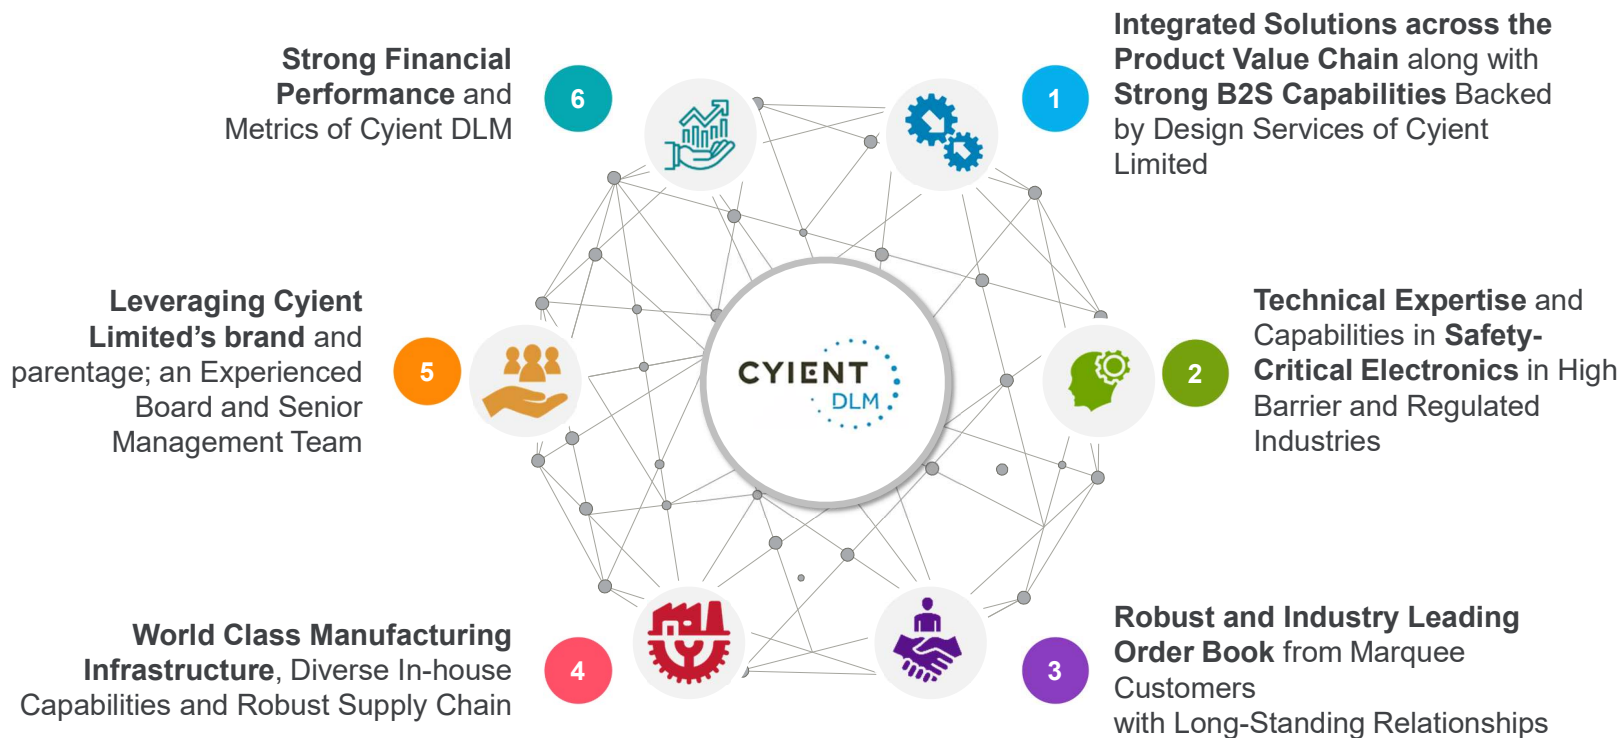 Integrated Solutions across the
Product Value Chain along with
Strong B2S Capabilities Backed
by Design Services of Cyient
Limited
1
Technical Expertise and
Capabilities in Safety-
Critical Electronics in High
Barrier and Regulated
Industries
2
Robust and Industry Leading
Order Book from Marquee
Customers
with Long-Standing Relationships
3
World Class Manufacturing
Infrastructure, Diverse In-house
Capabilities and Robust Supply Chain
4
Leveraging Cyient
Limited’s brand and
parentage; an Experienced
Board and Senior
Management Team
5
Strong Financial
Performance and
Metrics of Cyient DLM
6
CYIENT
DLM